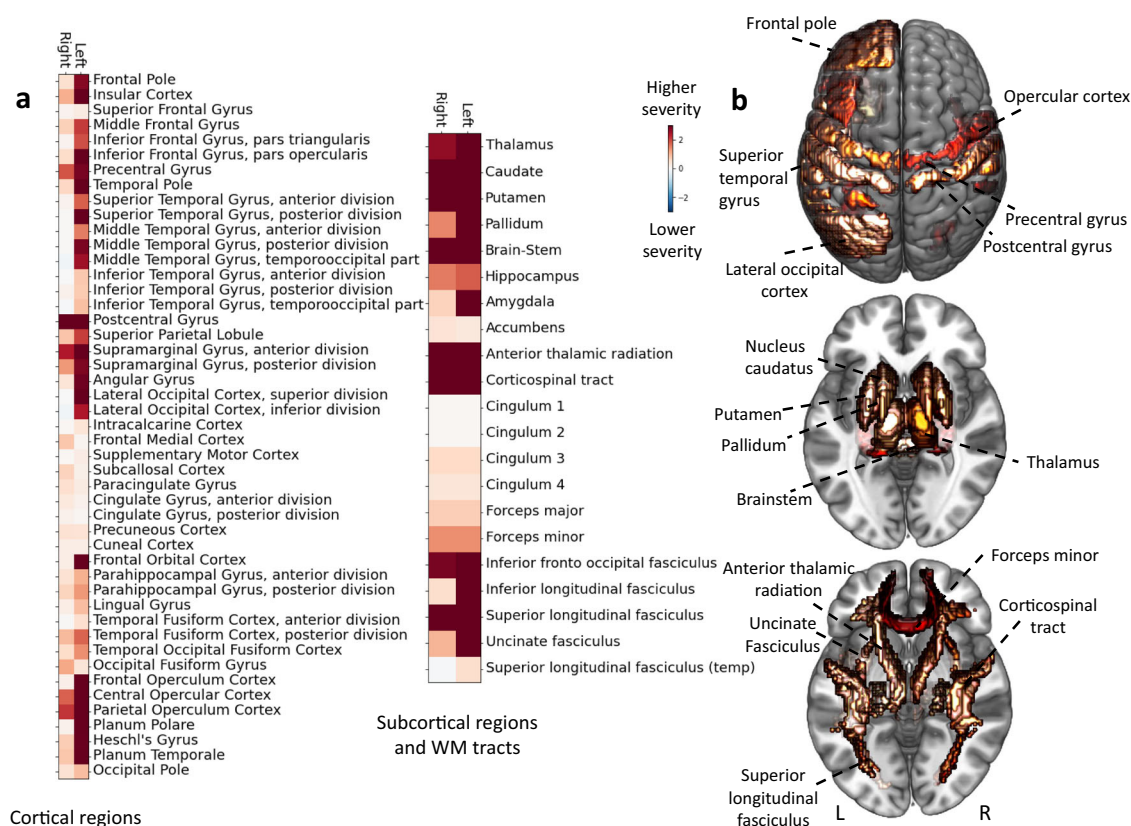 a
Right
Left
Frontal Pole
Insular Cortex
Superior Frontal Gyrus
Middle Frontal Gyrus
Inferior Frontal Gyrus, pars triangularis
Inferior Frontal Gyrus, pars opercularis
Precentral Gyrus
Temporal Pole
Superior Temporal Gyrus, anterior division
Superior Temporal Gyrus, posterior division
Middle Temporal Gyrus, anterior division
Middle Temporal Gyrus, posterior division
Middle Temporal Gyrus, temporooccipital part
Inferior Temporal Gyrus, anterior division
Inferior Temporal Gyrus, posterior division
Inferior Temporal Gyrus, temporooccipital part
Postcentral Gyrus
Superior Parietal Lobule
Supramarginal Gyrus, anterior division
Supramarginal Gyrus, posterior division
Angular Gyrus
Lateral Occipital Cortex, superior division
Lateral Occipital Cortex, inferior division
Intracalcarine Cortex
Frontal Medial Cortex
Supplementary Motor Cortex
Subcallosal Cortex
Paracingulate Gyrus
Cingulate Gyrus, anterior division
Cingulate Gyrus, posterior division
Precuneous Cortex
Cuneal Cortex
Frontal Orbital Cortex
Parahippocampal Gyrus, anterior division
Parahippocampal Gyrus, posterior division
Lingual Gyrus
Temporal Fusiform Cortex, anterior division
Temporal Fusiform Cortex, posterior division
Temporal Occipital Fusiform Cortex
Occipital Fusiform Gyrus
Frontal Operculum Cortex
Central Opercular Cortex
Parietal Operculum Cortex
Planum Polare
Heschl's Gyrus
Planum Temporale
Occipital Pole
Cortical regions
Right
Left
Thalamus
Caudate
Putamen
Pallidum
Brain-Stem
Hippocampus
Amygdala
Accumbens
Anterior thalamic radiation
Corticospinal tract
Cingulum 1
Cingulum 2
Cingulum 3
Cingulum 4
Forceps major
Forceps minor
Inferior fronto occipital fasciculus
Inferior longitudinal fasciculus
Superior longitudinal fasciculus
Uncinate fasciculus
Superior longitudinal fasciculus (temp)
Subcortical regions
and WM tracts
Higher
severity
2
0
−2
Lower
severity
b
Frontal pole
Opercular cortex
Superior
temporal
gyrus
Precentral gyrus
Postcentral gyrus
Lateral occipital
cortex
Nucleus
caudatus
Putamen
Pallidum
Thalamus
Brainstem
Forceps minor
Anterior thalamic
radiation
Corticospinal
tract
Uncinate
Fasciculus
Superior
longitudinal
fasciculus
L
R